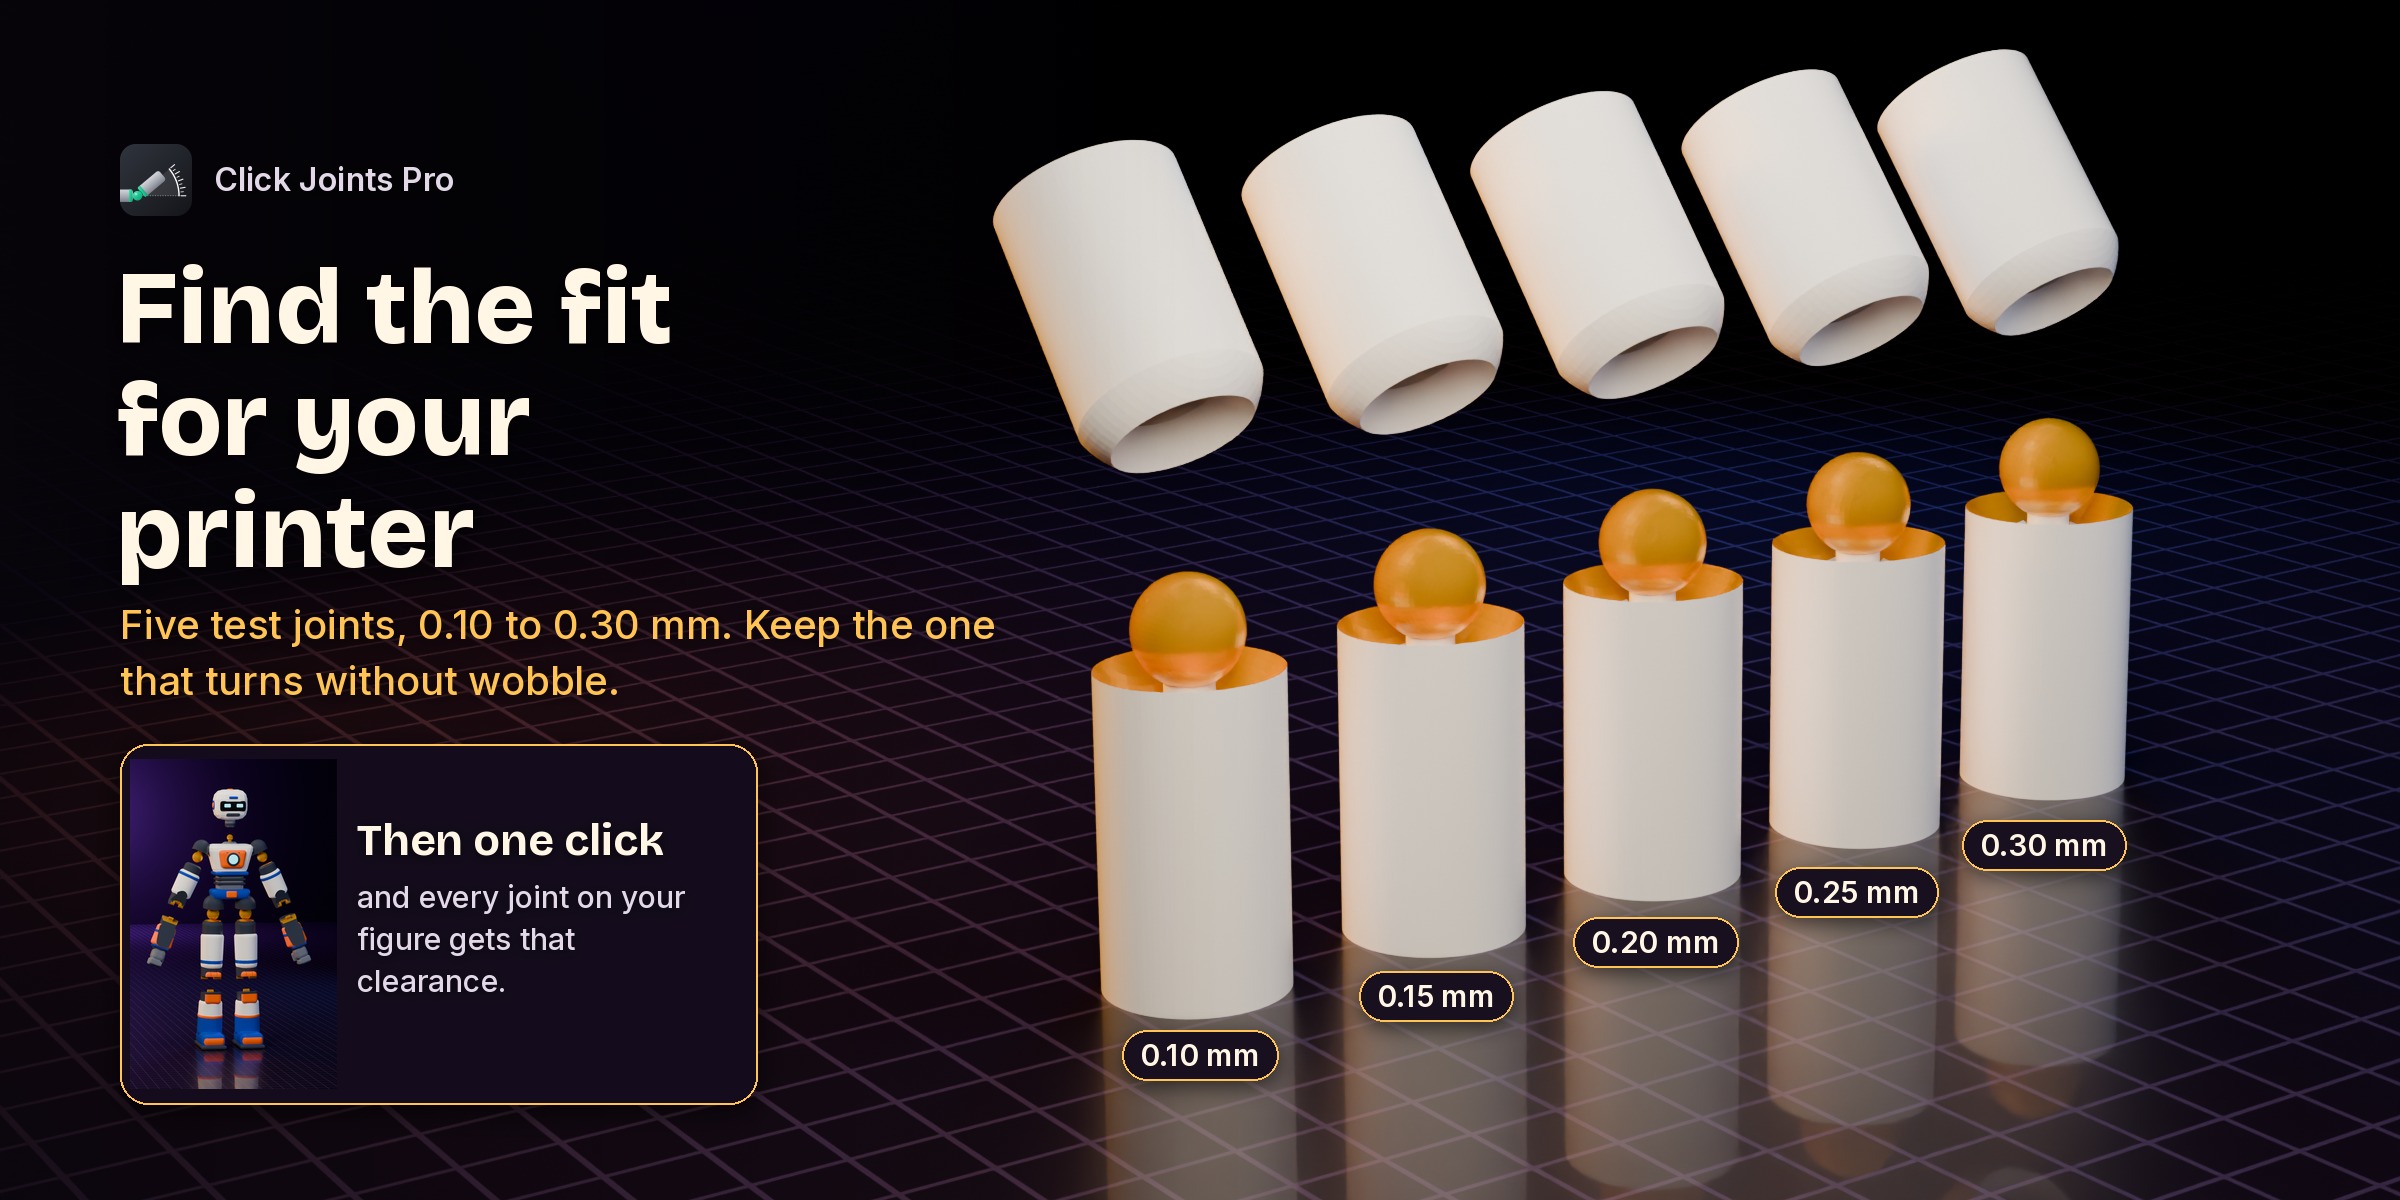 Click Joints Pro
Find the fit
for your
printer
Five test joints, 0.10 to 0.30 mm. Keep the one
that turns without wobble.
Then one click
and every joint on your
figure gets that
clearance.
0.10 mm
0.15 mm
0.20 mm
0.25 mm
0.30 mm